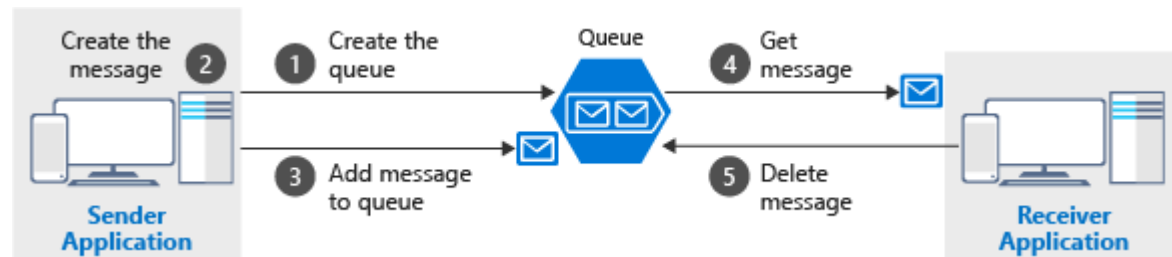 Create the
message
2
1
Create the
queue
Queue
4
Get
message
3
Add message
to queue
5
Delete
message
Sender
Application
Receiver
Application